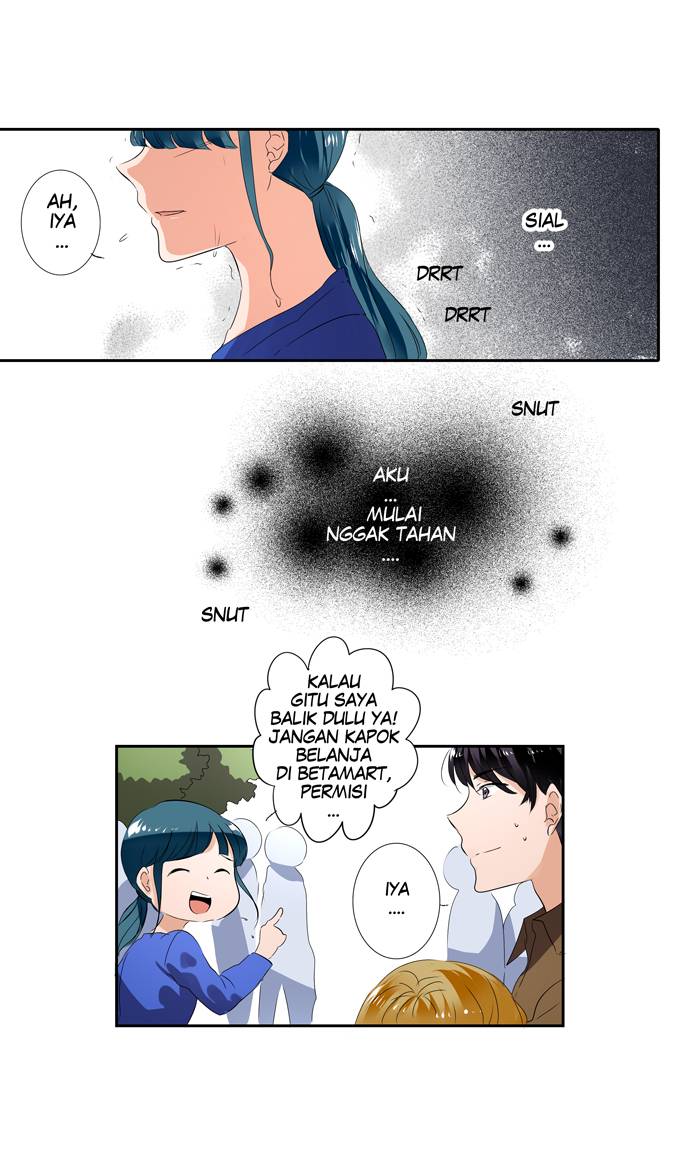 AH,
IYA
...
SIAL
...
DRRT
DRRT
SNUT
AKU
...
MULAI
NGGAK TAHAN
....
SNUT
KALAU
GITU SAYA
BALIK DULU YA!
JANGAN KAPOK
BELANJA
DI BETAMART,
PERMISI
...
IYA
....